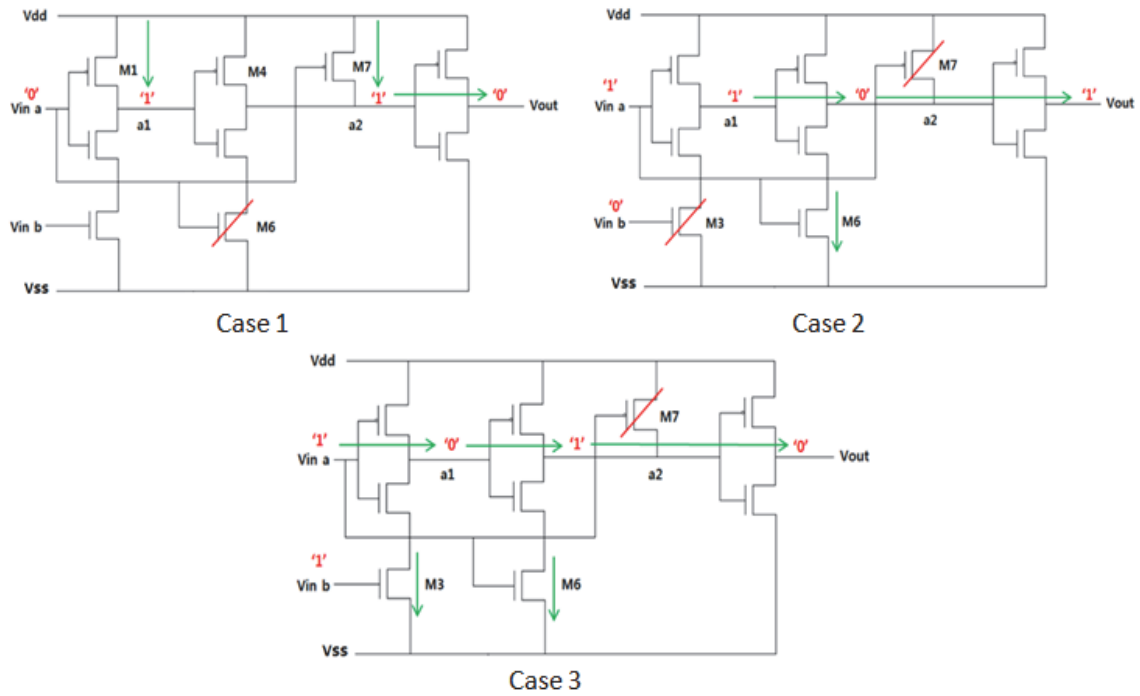 Vdd
M1
M4
M7
'0'
'1'
'1'
'0'
Vin a
a1
a2
Vout
Vin b
M6
Vss
Case 1
Vdd
M7
'1'
'1'
'0'
'1'
Vin a
a1
a2
Vout
'0'
Vin b
M3
M6
Vss
Case 2
Vdd
M7
'1'
'0'
'1'
'0'
Vin a
a1
a2
Vout
'1'
Vin b
M3
M6
Vss
Case 3